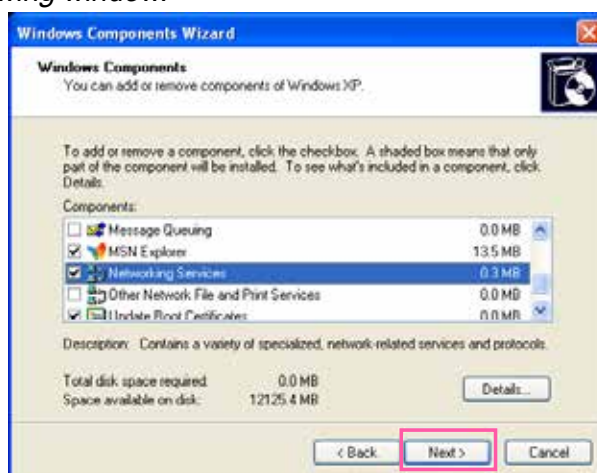 Windows Components Wizard
Windows Components
You can add or remove components of Windows XP.
To add or remove a component, click the checkbox. A shaded box means that only
part of the component will be installed. To see what's included in a component, click
Details.
Components:
Message Queuing 0.0 MB
MSN Explorer 13.5 MB
Networking Services 0.3 MB
Other Network File and Print Services 0.0 MB
Update Root Certificates 0.0 MB
Description: Contains a variety of specialized, network-related services and protocols.
Total disk space required: 0.0 MB
Space available on disk: 12125.4 MB
Details...
< Back
Next >
Cancel